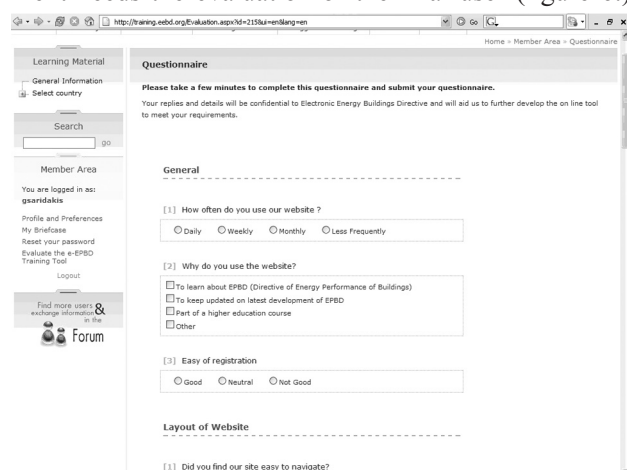 http://training.eebd.org/Evaluation.aspx?id=215&ui=en&lang=en
Go
Home » Member Area » Questionnaire
Learning Material
General Information
Select country
Search
go
Member Area
You are logged in as:
gsaridakis
Profile and Preferences
My Briefcase
Reset your password
Evaluate the e-EPBD
Training Tool
Logout
Find more users &
exchange information
in the
Forum
Questionnaire
Please take a few minutes to complete this questionnaire and submit your questionnaire.
Your replies and details will be confidential to Electronic Energy Buildings Directive and will aid us to further develop the on line tool
to meet your requirements.
General
[1] How often do you use our website ?
Daily Weekly Monthly Less Frequently
[2] Why do you use the website?
To learn about EPBD (Directive of Energy Performance of Buildings)
To keep updated on latest development of EPBD
Part of a higher education course
Other
[3] Easy of registration
Good Neutral Not Good
Layout of Website
[1] Did you find our site easy to navigate?